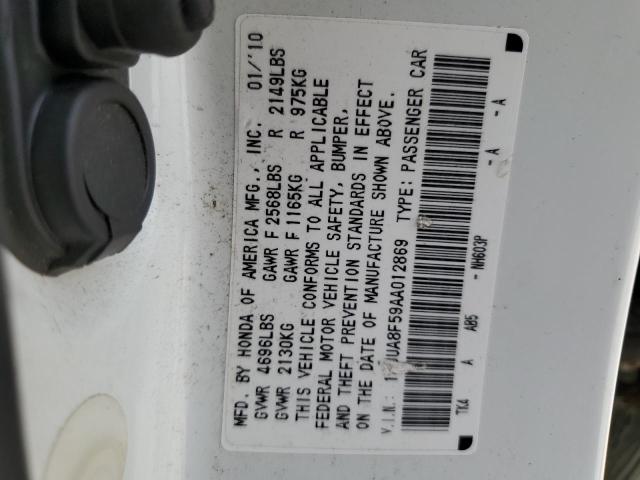 MFD. BY HONDA OF AMERICA MFG., INC. 01/'10
GVWR 4696LBS GAWR F 2568LBS R 2149LBS
GVWR 2130KG GAWR F 1165KG R 975KG
THIS VEHICLE CONFORMS TO ALL APPLICABLE
FEDERAL MOTOR VEHICLE SAFETY, BUMPER,
AND THEFT PREVENTION STANDARDS IN EFFECT
ON THE DATE OF MANUFACTURE SHOWN ABOVE.
V.I.N.: TYPE: PASSENGER CAR
TK4 A AB5 - NH603P - A - A